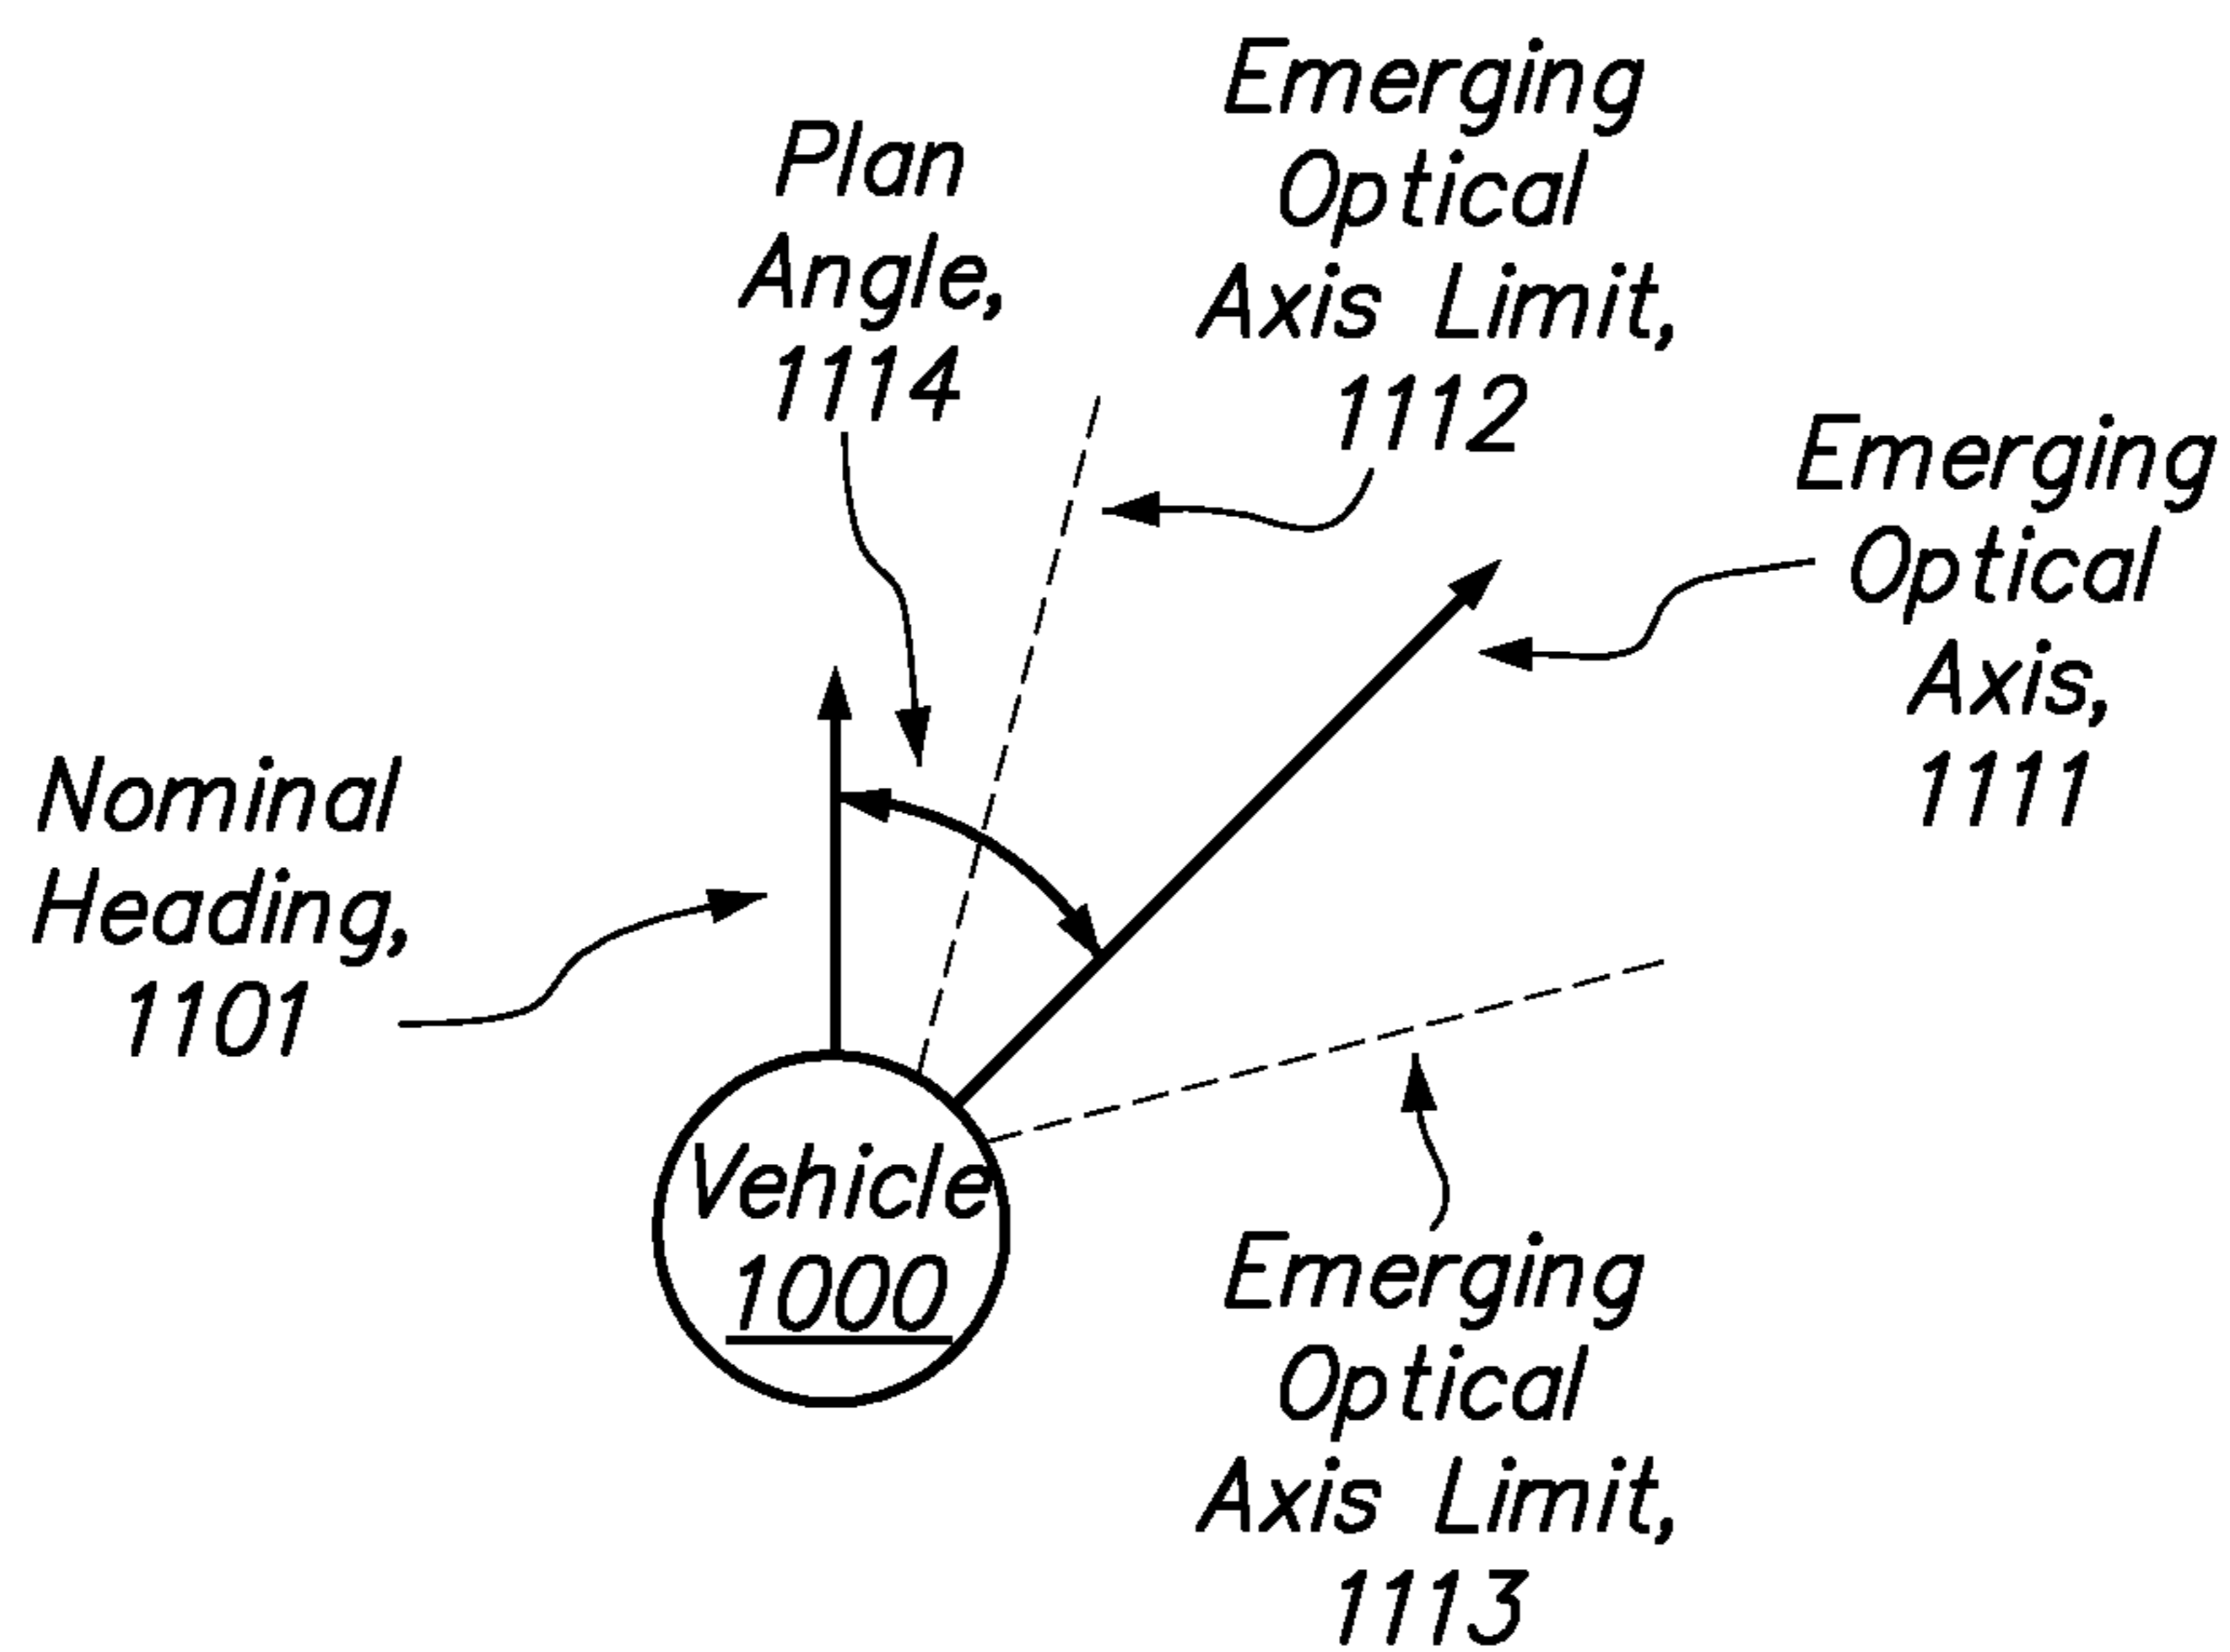 Emerging
Optical
Axis Limit,
1112
Plan
Angle,
1114
Emerging
Optical
Axis,
1111
Nominal
Heading,
1101
Vehicle
1000
Emerging
Optical
Axis Limit,
1113